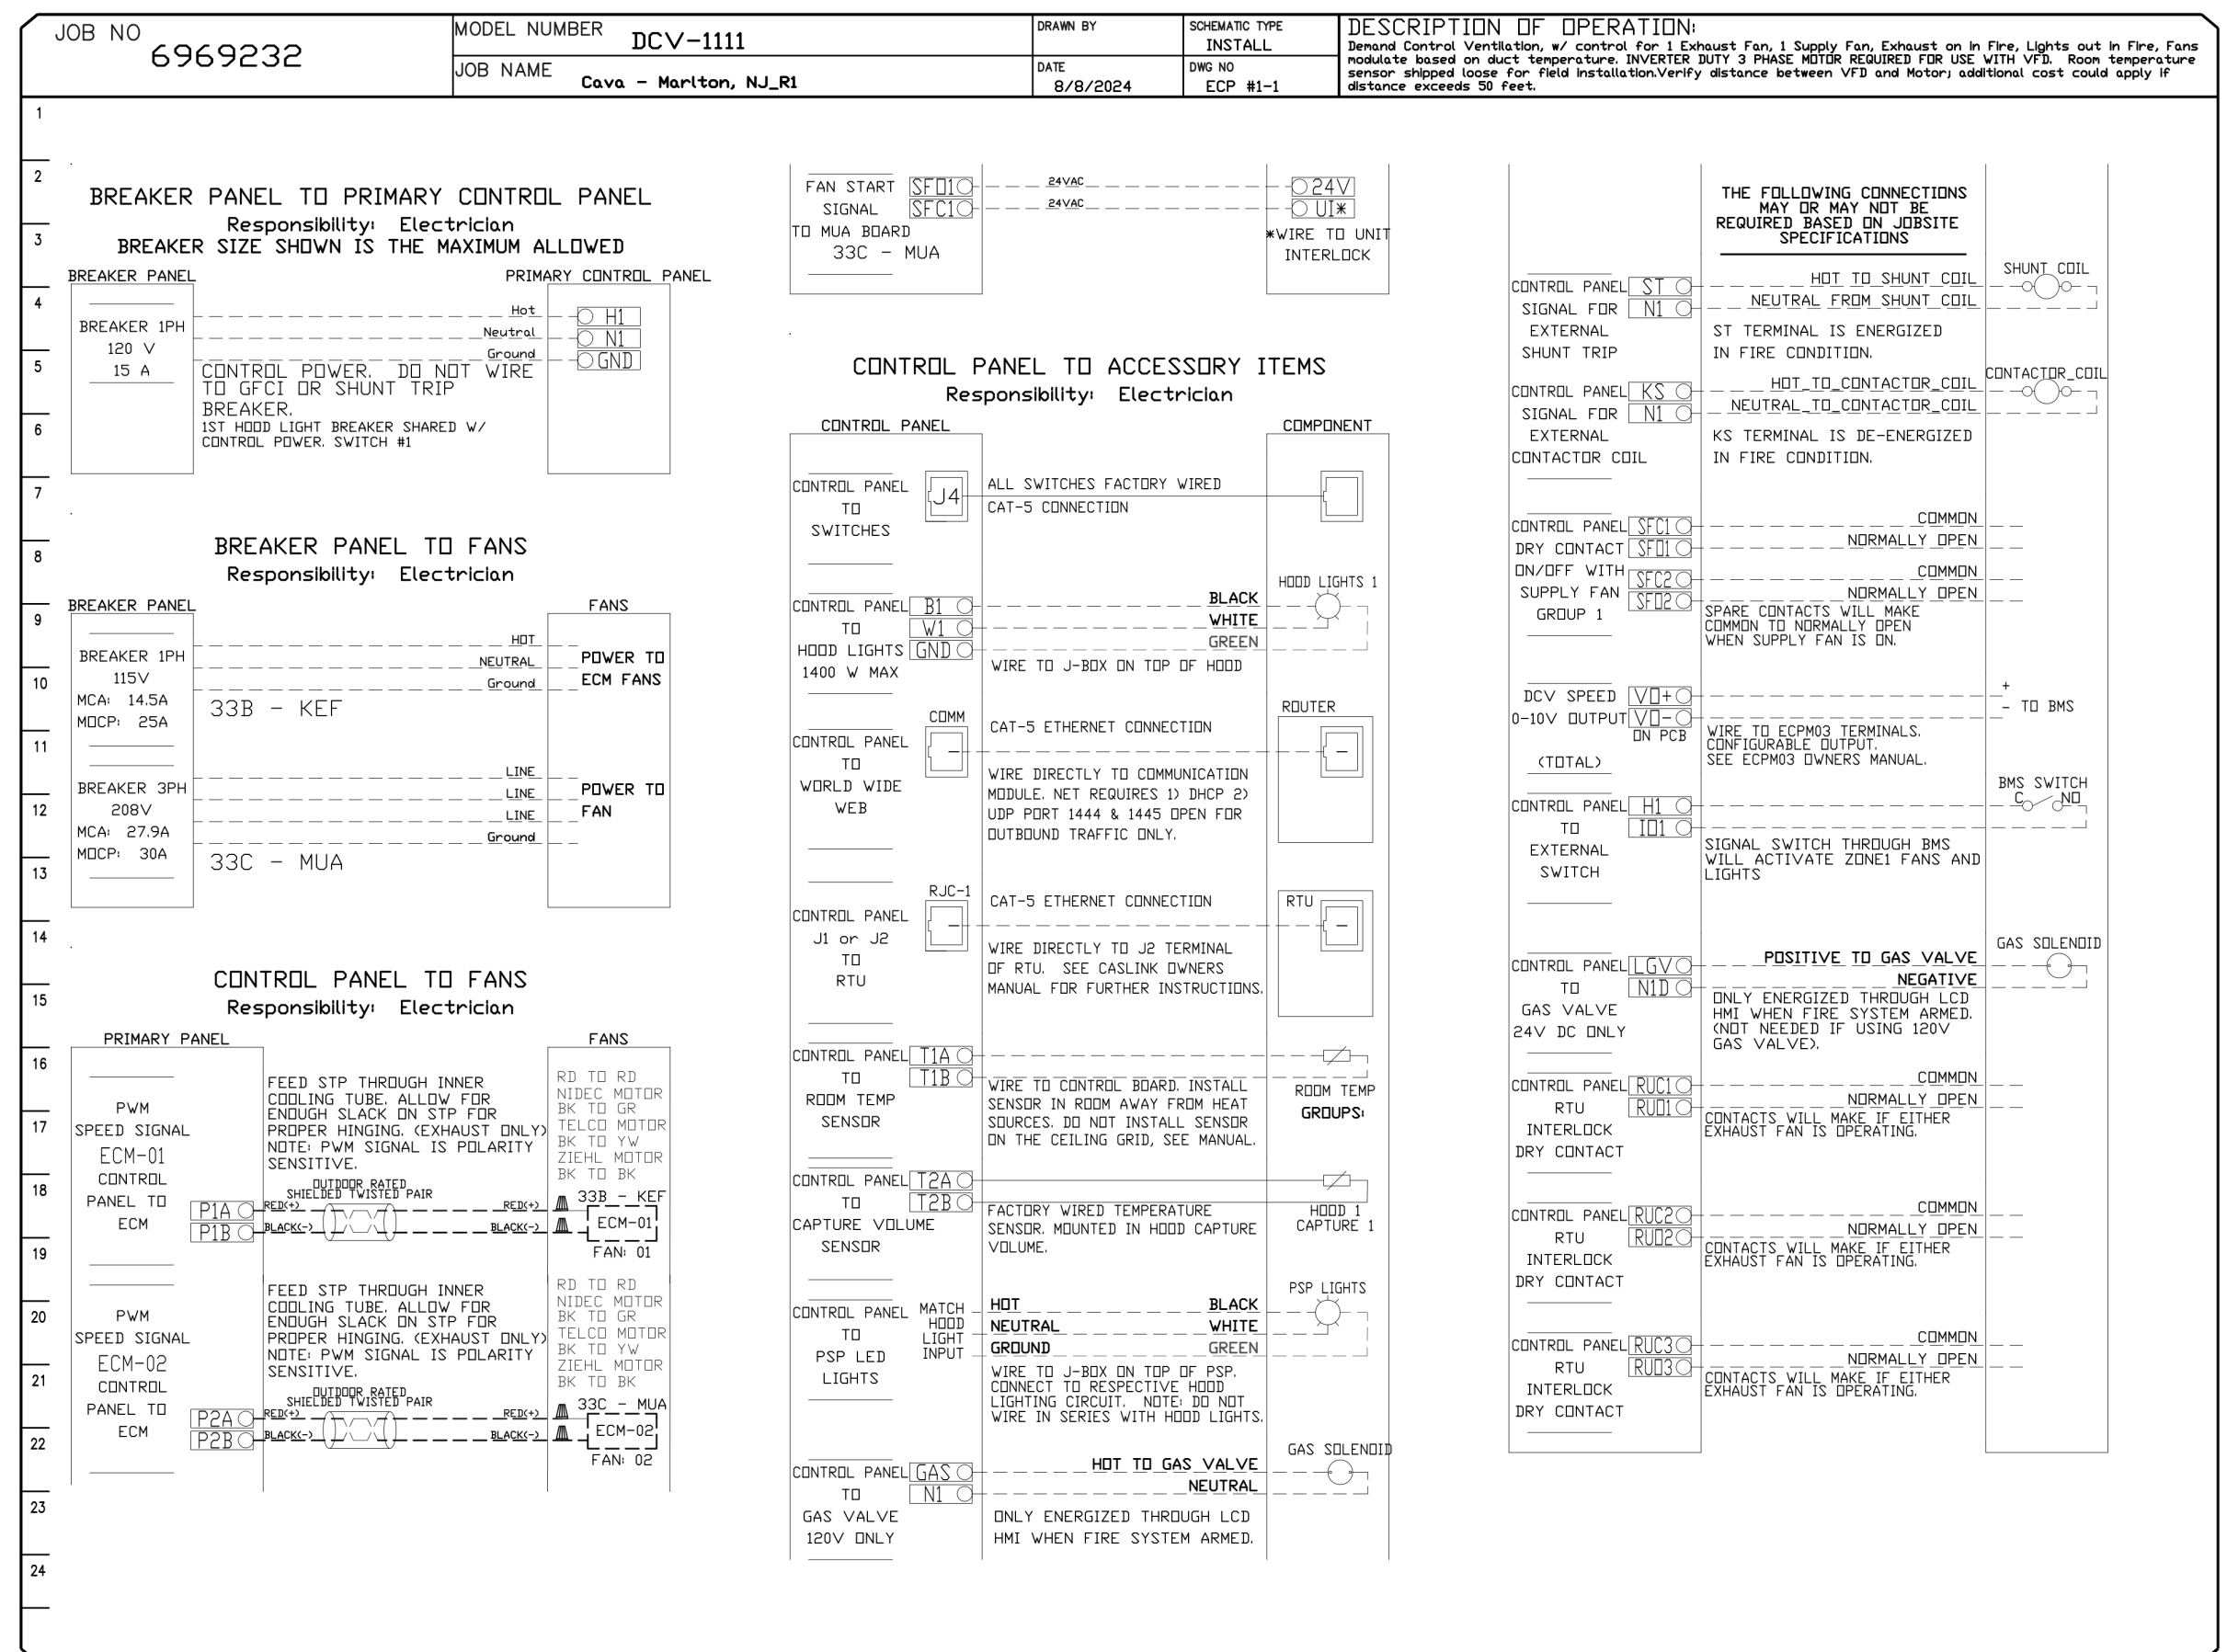 JOB NO
6969232
MODEL NUMBER
DCV-1111
JOB NAME
Cava - Marlton, NJ_R1
DRAWN BY
DATE
8/8/2024
SCHEMATIC TYPE
INSTALL
DWG NO
ECP #1-1
DESCRIPTION OF OPERATION:
Demand Control Ventilation, w/ control for 1 Exhaust Fan, 1 Supply Fan, Exhaust on in Fire, Lights out in Fire, Fans
modulate based on duct temperature. INVERTER DUTY 3 PHASE MOTOR REQUIRED FOR USE WITH VFD. Room temperature
sensor shipped loose for field installation.Verify distance between VFD and Motor; additional cost could apply if
distance exceeds 50 feet.
1
2
3
4
5
6
7
8
9
10
11
12
13
14
15
16
17
18
19
20
21
22
23
24
BREAKER PANEL TO PRIMARY CONTROL PANEL
Responsibility: Electrician
BREAKER SIZE SHOWN IS THE MAXIMUM ALLOWED
BREAKER PANEL
PRIMARY CONTROL PANEL
BREAKER 1PH
120 V
15 A
Hot
H1
Neutral
N1
Ground
GND
CONTROL POWER. DO NOT WIRE
TO GFCI OR SHUNT TRIP
BREAKER.
1ST HOOD LIGHT BREAKER SHARED W/
CONTROL POWER. SWITCH #1
BREAKER PANEL TO FANS
Responsibility: Electrician
BREAKER PANEL
FANS
BREAKER 1PH
115V
MCA: 14.5A
MOCP: 25A
HOT
NEUTRAL
Ground
33B - KEF
POWER TO
ECM FANS
BREAKER 3PH
208V
MCA: 27.9A
MOCP: 30A
LINE
LINE
LINE
Ground
33C - MUA
POWER TO
FAN
CONTROL PANEL TO FANS
Responsibility: Electrician
PRIMARY PANEL
FANS
PWM
SPEED SIGNAL
ECM-01
CONTROL
PANEL TO
ECM
P1A
P1B
FEED STP THROUGH INNER
COOLING TUBE. ALLOW FOR
ENOUGH SLACK ON STP FOR
PROPER HINGING. (EXHAUST ONLY)
NOTE: PWM SIGNAL IS POLARITY
SENSITIVE.
OUTDOOR RATED
SHIELDED TWISTED PAIR
RED(+)
RED(+)
BLACK(-)
BLACK(-)
RD TO RD
NIDEC MOTOR
BK TO GR
TELCO MOTOR
BK TO YW
ZIEHL MOTOR
BK TO BK
33B - KEF
ECM-01
FAN: 01
PWM
SPEED SIGNAL
ECM-02
CONTROL
PANEL TO
ECM
P2A
P2B
FEED STP THROUGH INNER
COOLING TUBE. ALLOW FOR
ENOUGH SLACK ON STP FOR
PROPER HINGING. (EXHAUST ONLY)
NOTE: PWM SIGNAL IS POLARITY
SENSITIVE.
OUTDOOR RATED
SHIELDED TWISTED PAIR
RED(+)
RED(+)
BLACK(-)
BLACK(-)
RD TO RD
NIDEC MOTOR
BK TO GR
TELCO MOTOR
BK TO YW
ZIEHL MOTOR
BK TO BK
33C - MUA
ECM-02
FAN: 02
FAN START
SIGNAL
TO MUA BOARD
33C - MUA
SFO1
SFC1
24VAC
24VAC
24V
UI*
*WIRE TO UNIT
INTERLOCK
CONTROL PANEL TO ACCESSORY ITEMS
Responsibility: Electrician
CONTROL PANEL
COMPONENT
CONTROL PANEL
TO
SWITCHES
J4
ALL SWITCHES FACTORY WIRED
CAT-5 CONNECTION
CONTROL PANEL
TO
HOOD LIGHTS
1400 W MAX
B1
W1
GND
BLACK
WHITE
GREEN
WIRE TO J-BOX ON TOP OF HOOD
HOOD LIGHTS 1
CONTROL PANEL
TO
WORLD WIDE
WEB
COMM
CAT-5 ETHERNET CONNECTION
WIRE DIRECTLY TO COMMUNICATION
MODULE. NET REQUIRES 1) DHCP 2)
UDP PORT 1444 & 1445 OPEN FOR
OUTBOUND TRAFFIC ONLY.
ROUTER
CONTROL PANEL
J1 or J2
TO
RTU
RJC-1
CAT-5 ETHERNET CONNECTION
WIRE DIRECTLY TO J2 TERMINAL
OF RTU. SEE CASLINK OWNERS
MANUAL FOR FURTHER INSTRUCTIONS.
RTU
CONTROL PANEL
TO
ROOM TEMP
SENSOR
T1A
T1B
WIRE TO CONTROL BOARD. INSTALL
SENSOR IN ROOM AWAY FROM HEAT
SOURCES. DO NOT INSTALL SENSOR
ON THE CEILING GRID, SEE MANUAL.
ROOM TEMP
GROUPS:
CONTROL PANEL
TO
CAPTURE VOLUME
SENSOR
T2A
T2B
FACTORY WIRED TEMPERATURE
SENSOR. MOUNTED IN HOOD CAPTURE
VOLUME.
HOOD 1
CAPTURE 1
CONTROL PANEL
TO
PSP LED
LIGHTS
MATCH
HOOD
LIGHT
INPUT
HOT
NEUTRAL
GROUND
BLACK
WHITE
GREEN
WIRE TO J-BOX ON TOP OF PSP.
CONNECT TO RESPECTIVE HOOD
LIGHTING CIRCUIT. NOTE: DO NOT
WIRE IN SERIES WITH HOOD LIGHTS.
PSP LIGHTS
CONTROL PANEL
TO
GAS VALVE
120V ONLY
GAS
N1
HOT TO GAS VALVE
NEUTRAL
ONLY ENERGIZED THROUGH LCD
HMI WHEN FIRE SYSTEM ARMED.
GAS SOLENOID
THE FOLLOWING CONNECTIONS
MAY OR MAY NOT BE
REQUIRED BASED ON JOBSITE
SPECIFICATIONS
CONTROL PANEL
SIGNAL FOR
EXTERNAL
SHUNT TRIP
ST
N1
HOT TO SHUNT COIL
NEUTRAL FROM SHUNT COIL
ST TERMINAL IS ENERGIZED
IN FIRE CONDITION.
SHUNT COIL
CONTROL PANEL
SIGNAL FOR
EXTERNAL
CONTACTOR COIL
KS
N1
HOT_TO_CONTACTOR_COIL
NEUTRAL_TO_CONTACTOR_COIL
KS TERMINAL IS DE-ENERGIZED
IN FIRE CONDITION.
CONTACTOR_COIL
CONTROL PANEL
DRY CONTACT
ON/OFF WITH
SUPPLY FAN
GROUP 1
SFC1
SFO1
SFC2
SFO2
COMMON
NORMALLY OPEN
COMMON
NORMALLY OPEN
SPARE CONTACTS WILL MAKE
COMMON TO NORMALLY OPEN
WHEN SUPPLY FAN IS ON.
DCV SPEED
0-10V OUTPUT
(TOTAL)
VO+
VO-
ON PCB
WIRE TO ECPM03 TERMINALS.
CONFIGURABLE OUTPUT.
SEE ECPM03 OWNERS MANUAL.
+
- TO BMS
CONTROL PANEL
TO
EXTERNAL
SWITCH
H1
IO1
SIGNAL SWITCH THROUGH BMS
WILL ACTIVATE ZONE1 FANS AND
LIGHTS
BMS SWITCH
C
NO
CONTROL PANEL
TO
GAS VALVE
24V DC ONLY
LGV
N1D
POSITIVE TO GAS VALVE
NEGATIVE
ONLY ENERGIZED THROUGH LCD
HMI WHEN FIRE SYSTEM ARMED.
(NOT NEEDED IF USING 120V
GAS VALVE).
GAS SOLENOID
CONTROL PANEL
RTU
INTERLOCK
DRY CONTACT
RUC1
RUO1
COMMON
NORMALLY OPEN
CONTACTS WILL MAKE IF EITHER
EXHAUST FAN IS OPERATING.
CONTROL PANEL
RTU
INTERLOCK
DRY CONTACT
RUC2
RUO2
COMMON
NORMALLY OPEN
CONTACTS WILL MAKE IF EITHER
EXHAUST FAN IS OPERATING.
CONTROL PANEL
RTU
INTERLOCK
DRY CONTACT
RUC3
RUO3
COMMON
NORMALLY OPEN
CONTACTS WILL MAKE IF EITHER
EXHAUST FAN IS OPERATING.